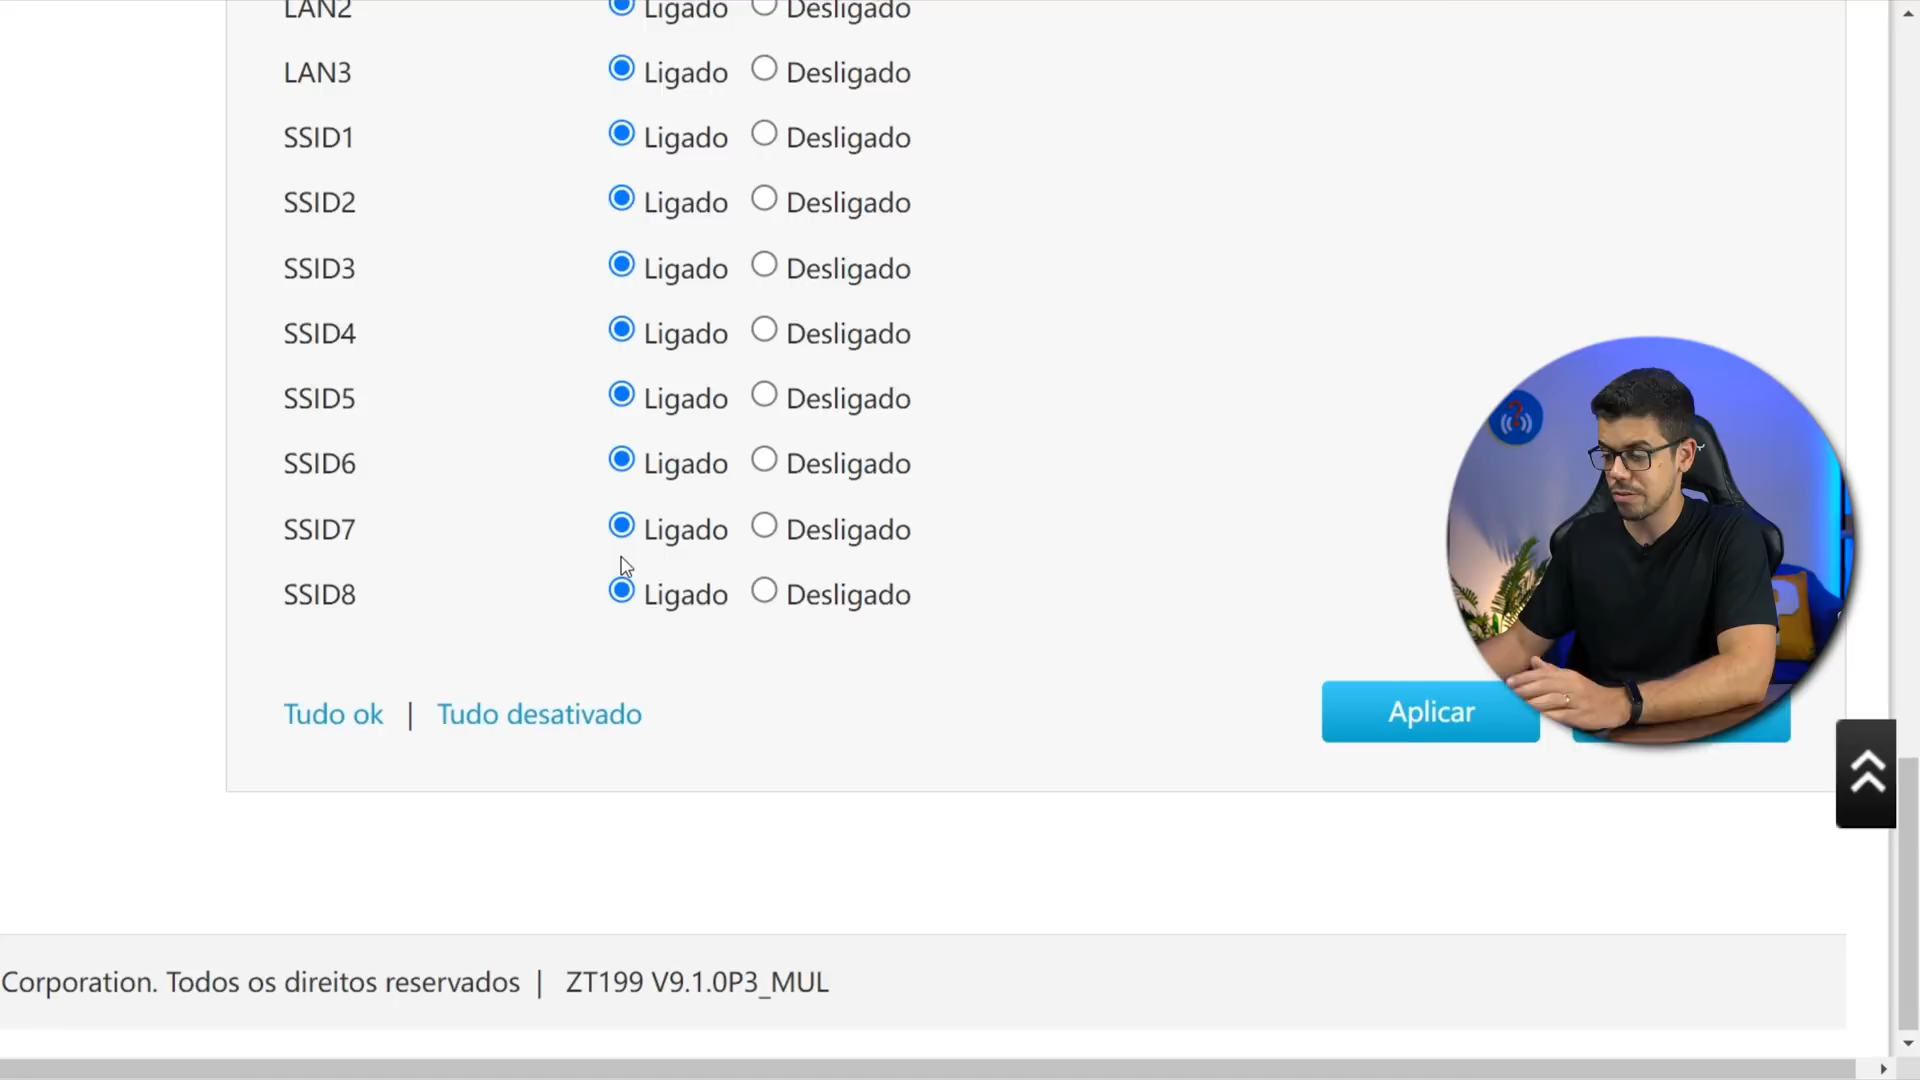 LAN2 Ligado Desligado
LAN3 Ligado Desligado
SSID1 Ligado Desligado
SSID2 Ligado Desligado
SSID3 Ligado Desligado
SSID4 Ligado Desligado
SSID5 Ligado Desligado
SSID6 Ligado Desligado
SSID7 Ligado Desligado
SSID8 Ligado Desligado
Tudo ok | Tudo desativado
Aplicar
Corporation. Todos os direitos reservados | ZT199 V9.1.0P3_MUL